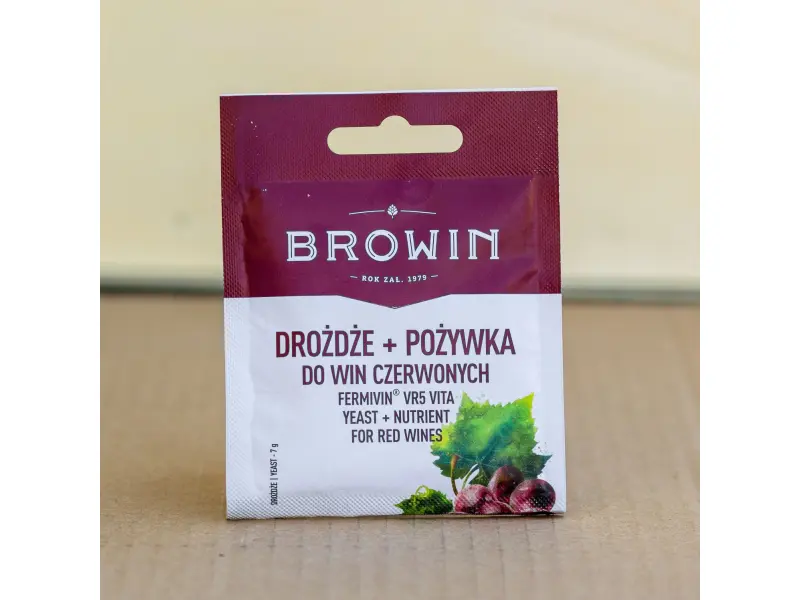 BROWIN
ROK ZAŁ. 1979
DROŻDŻE + POŻYWKA
DO WIN CZERWONYCH
FERMIVIN® VR5 VITA
YEAST + NUTRIENT
FOR RED WINES
DROŻDŻE | YEAST - 7 g